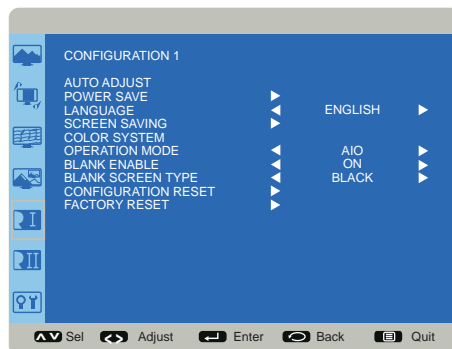 CONFIGURATION 1
AUTO ADJUST
POWER SAVE
LANGUAGE ENGLISH
SCREEN SAVING
COLOR SYSTEM
OPERATION MODE AIO
BLANK ENABLE ON
BLANK SCREEN TYPE BLACK
CONFIGURATION RESET
FACTORY RESET
Sel Adjust Enter Back Quit